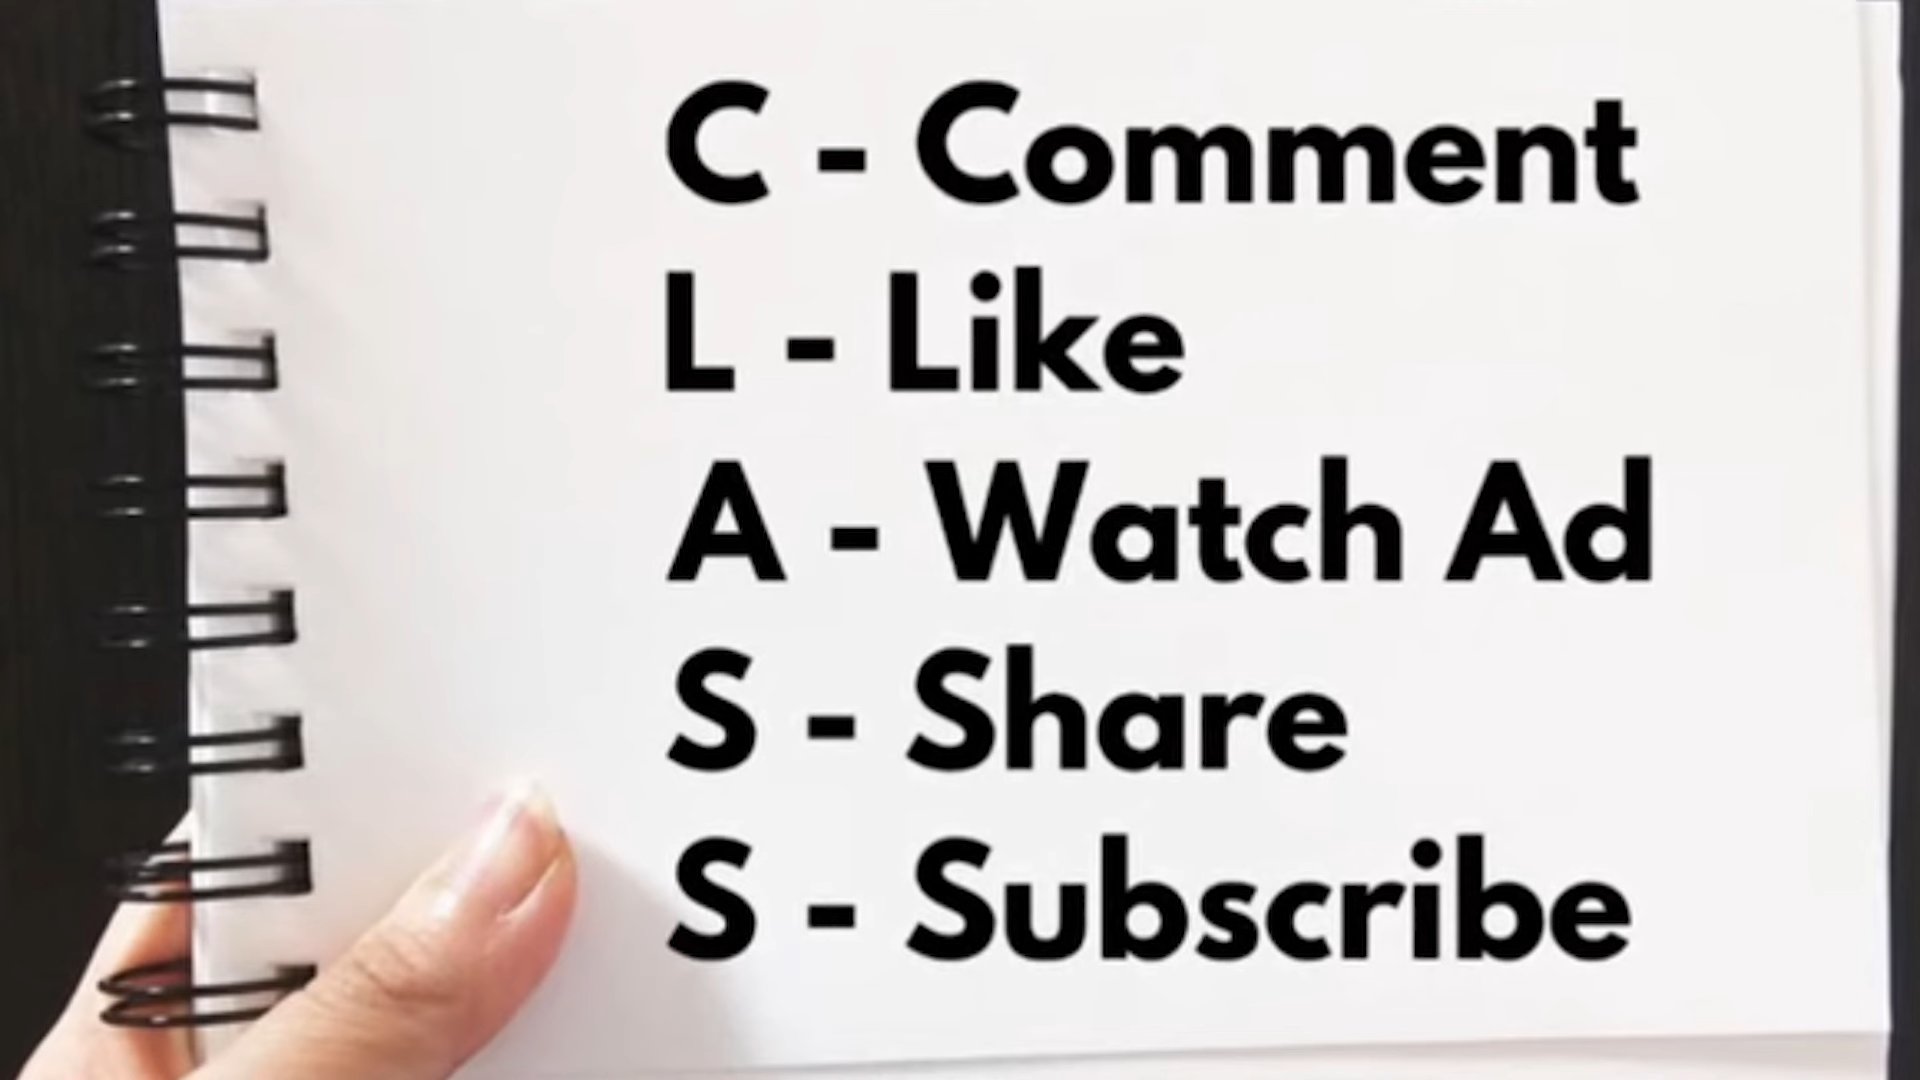 C - Comment
L - Like
A - Watch Ad
S - Share
S - Subscribe